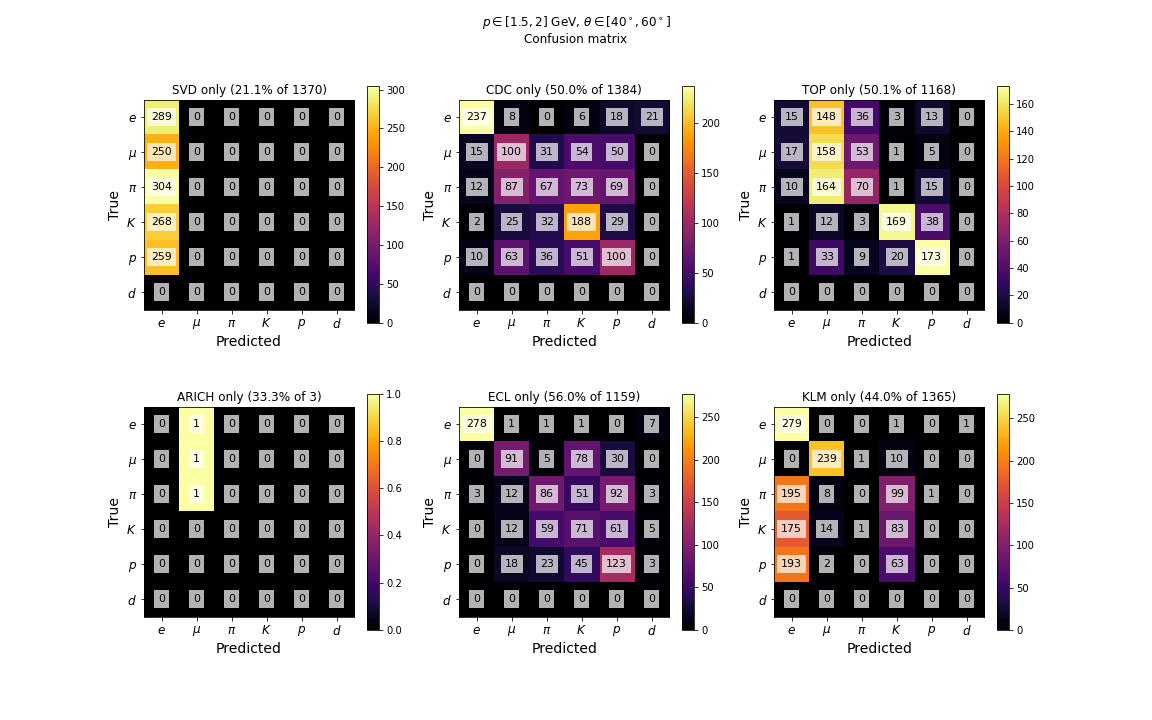 p ∈ [1.5, 2] GeV, θ ∈ [40°, 60°]
Confusion matrix
SVD only (21.1% of 1370)
True
e 289 0 0 0 0 0
μ 250 0 0 0 0 0
π 304 0 0 0 0 0
K 268 0 0 0 0 0
p 259 0 0 0 0 0
d 0 0 0 0 0 0
e μ π K p d
Predicted
300
250
200
150
100
50
0
CDC only (50.0% of 1384)
True
e 237 8 0 6 18 21
μ 15 100 31 54 50 0
π 12 87 67 73 69 0
K 2 25 32 188 29 0
p 10 63 36 51 100 0
d 0 0 0 0 0 0
e μ π K p d
Predicted
200
150
100
50
0
TOP only (50.1% of 1168)
True
e 15 148 36 3 13 0
μ 17 158 53 1 5 0
π 10 164 70 1 15 0
K 1 12 3 169 38 0
p 1 33 9 20 173 0
d 0 0 0 0 0 0
e μ π K p d
Predicted
160
140
120
100
80
60
40
20
0
ARICH only (33.3% of 3)
True
e 0 1 0 0 0 0
μ 0 1 0 0 0 0
π 0 1 0 0 0 0
K 0 0 0 0 0 0
p 0 0 0 0 0 0
d 0 0 0 0 0 0
e μ π K p d
Predicted
1.0
0.8
0.6
0.4
0.2
0.0
ECL only (56.0% of 1159)
True
e 278 1 1 1 0 7
μ 0 91 5 78 30 0
π 3 12 86 51 92 3
K 0 12 59 71 61 5
p 0 18 23 45 123 3
d 0 0 0 0 0 0
e μ π K p d
Predicted
250
200
150
100
50
0
KLM only (44.0% of 1365)
True
e 279 0 0 1 0 1
μ 0 239 1 10 0 0
π 195 8 0 99 1 0
K 175 14 1 83 0 0
p 193 2 0 63 0 0
d 0 0 0 0 0 0
e μ π K p d
Predicted
250
200
150
100
50
0